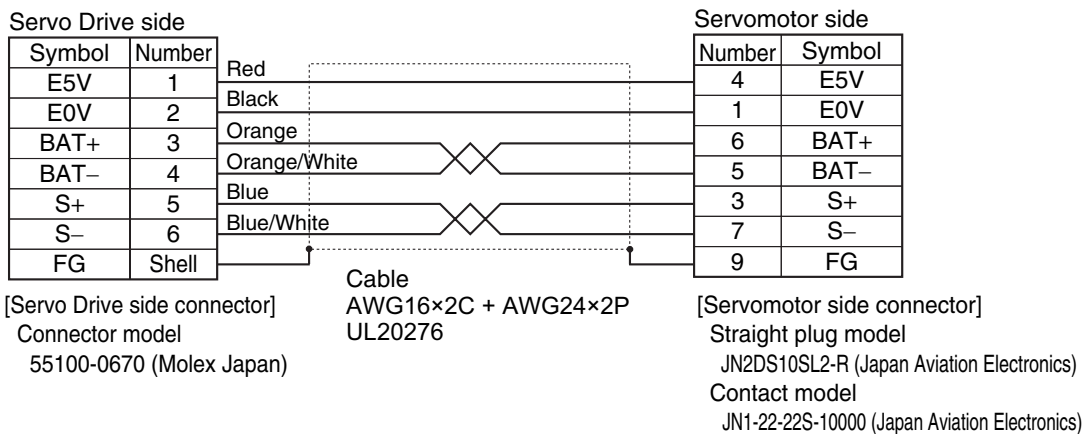 Servo Drive side
Servomotor side
Symbol Number
Number Symbol
E5V 1 Red 4 E5V
E0V 2 Black 1 E0V
BAT+ 3 Orange 6 BAT+
BAT− 4 Orange/White 5 BAT−
S+ 5 Blue 3 S+
S− 6 Blue/White 7 S−
FG Shell 9 FG
Cable
AWG16×2C + AWG24×2P
UL20276
[Servo Drive side connector]
Connector model
55100-0670 (Molex Japan)
[Servomotor side connector]
Straight plug model
JN2DS10SL2-R (Japan Aviation Electronics)
Contact model
JN1-22-22S-10000 (Japan Aviation Electronics)